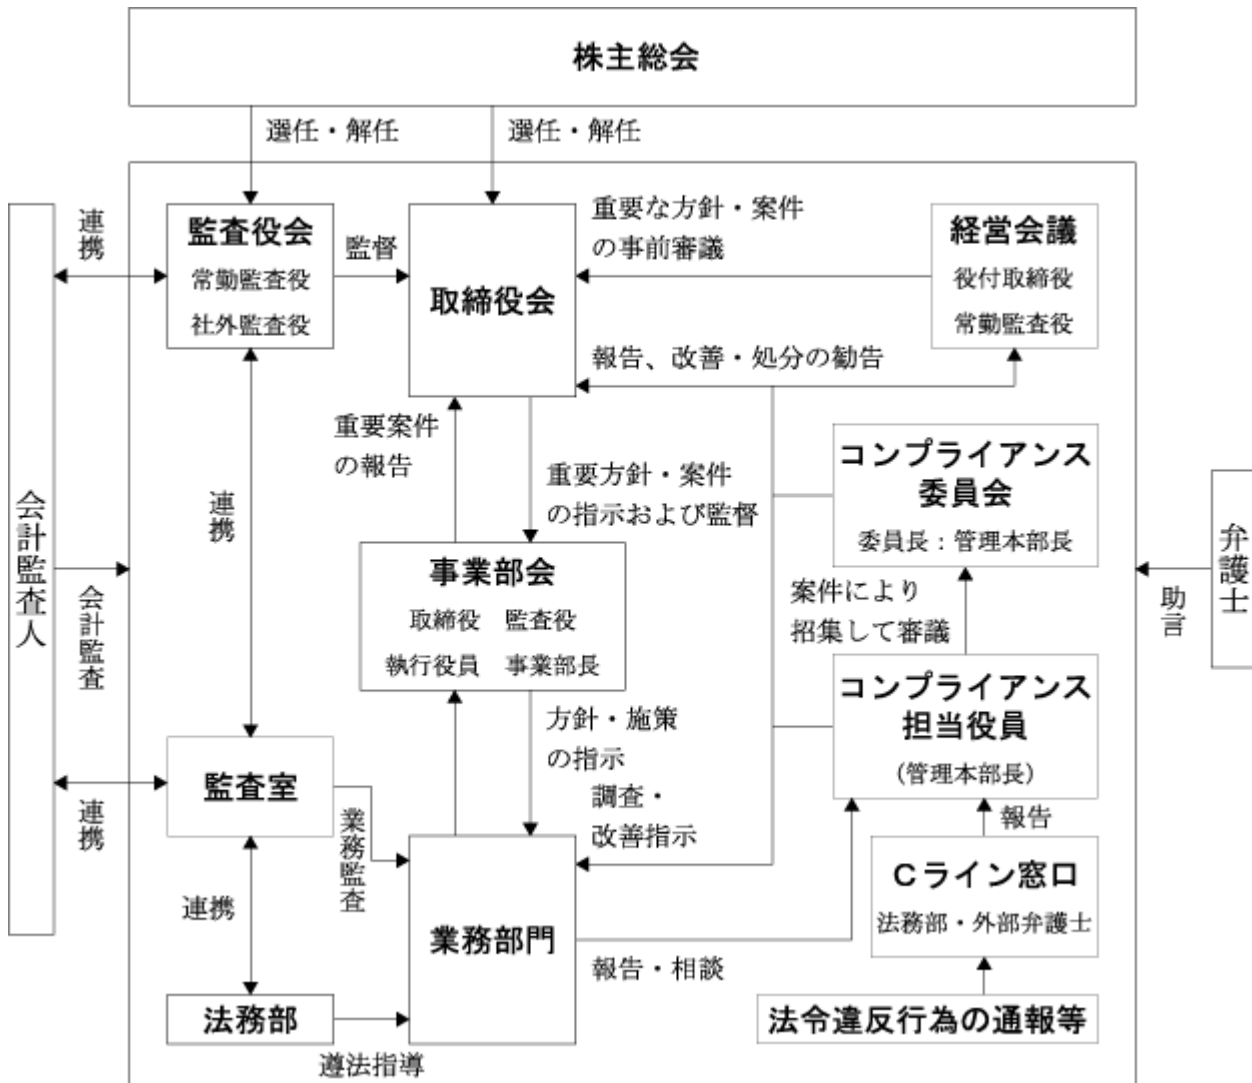 株主総会
選任・解任
選任・解任
連携
監査役会
常勤監査役
社外監査役
監督
取締役会
重要な方針・案件
の事前審議
経営会議
役付取締役
常勤監査役
報告、改善・処分の勧告
重要案件
の報告
重要方針・案件
の指示および監督
コンプライアンス
委員会
委員長：管理本部長
会計監査人
会計監査
連携
弁護士
助言
事業部会
取締役 監査役
執行役員 事業部長
案件により
招集して審議
コンプライアンス
担当役員
（管理本部長）
方針・施策
の指示
調査・
改善指示
監査室
連携
業務監査
報告
Cライン窓口
法務部・外部弁護士
連携
業務部門
報告・相談
法務部
遵法指導
法令違反行為の通報等